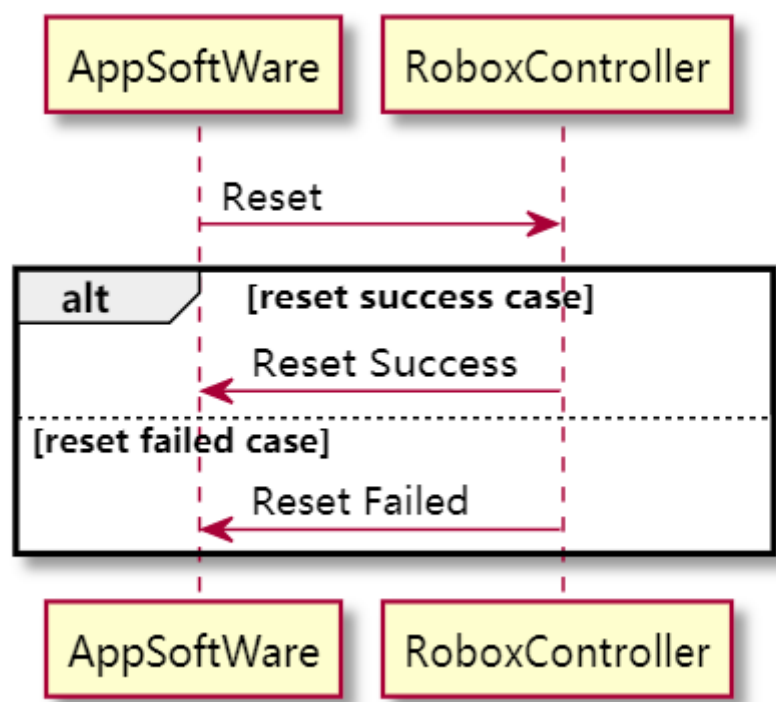 AppSoftWare RoboxController
Reset
alt [reset success case]
Reset Success
[reset failed case]
Reset Failed
AppSoftWare RoboxController